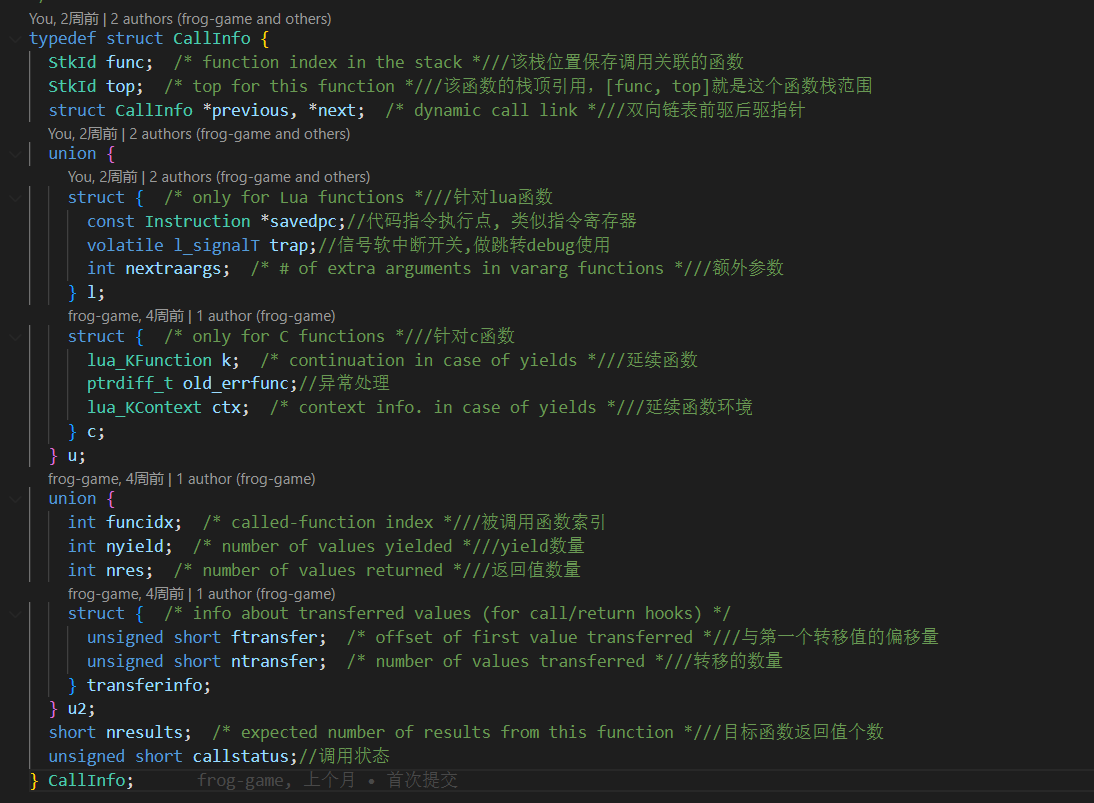 You, 2周前 | 2 authors (frog-game and others)
typedef struct CallInfo {
StkId func;  /* function index in the stack *///该栈位置保存调用关联的函数
StkId top;  /* top for this function *///该函数的栈顶引用，[func, top]就是这个函数栈范围
struct CallInfo *previous, *next;  /* dynamic call link *///双向链表前驱后驱指针
You, 2周前 | 2 authors (frog-game and others)
union {
You, 2周前 | 2 authors (frog-game and others)
struct {  /* only for Lua functions *///针对lua函数
const Instruction *savedpc;//代码指令执行点, 类似指令寄存器
volatile l_signalT trap;//信号软中断开关,做跳转debug使用
int nextraargs;  /* # of extra arguments in vararg functions *///额外参数
} l;
frog-game, 4周前 | 1 author (frog-game)
struct {  /* only for C functions *///针对c函数
lua_KFunction k;  /* continuation in case of yields *///延续函数
ptrdiff_t old_errfunc;//异常处理
lua_KContext ctx;  /* context info. in case of yields *///延续函数环境
} c;
} u;
frog-game, 4周前 | 1 author (frog-game)
union {
int funcidx;  /* called-function index *///被调用函数索引
int nyield;  /* number of values yielded *///yield数量
int nres;  /* number of values returned *///返回值数量
frog-game, 4周前 | 1 author (frog-game)
struct {  /* info about transferred values (for call/return hooks) */
unsigned short ftransfer;  /* offset of first value transferred *///与第一个转移值的偏移量
unsigned short ntransfer;  /* number of values transferred *///转移的数量
} transferinfo;
} u2;
short nresults;  /* expected number of results from this function *///目标函数返回值个数
unsigned short callstatus;//调用状态
} CallInfo;     frog-game, 上个月 • 首次提交